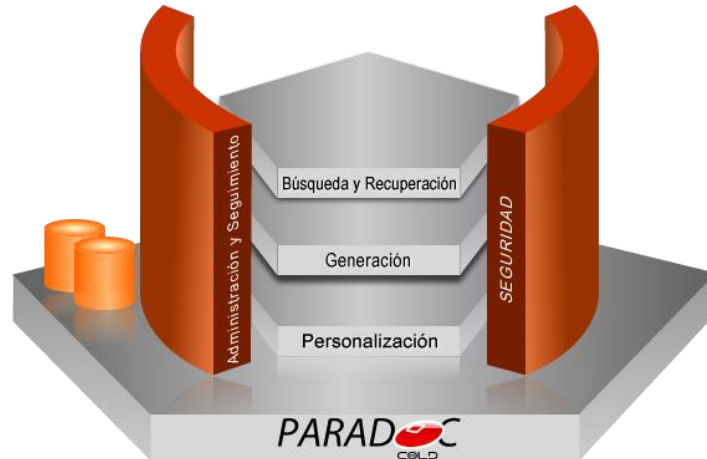 Administración y Seguimiento
Búsqueda y Recuperación
Generación
Personalización
SEGURIDAD
PARADOC
COLD